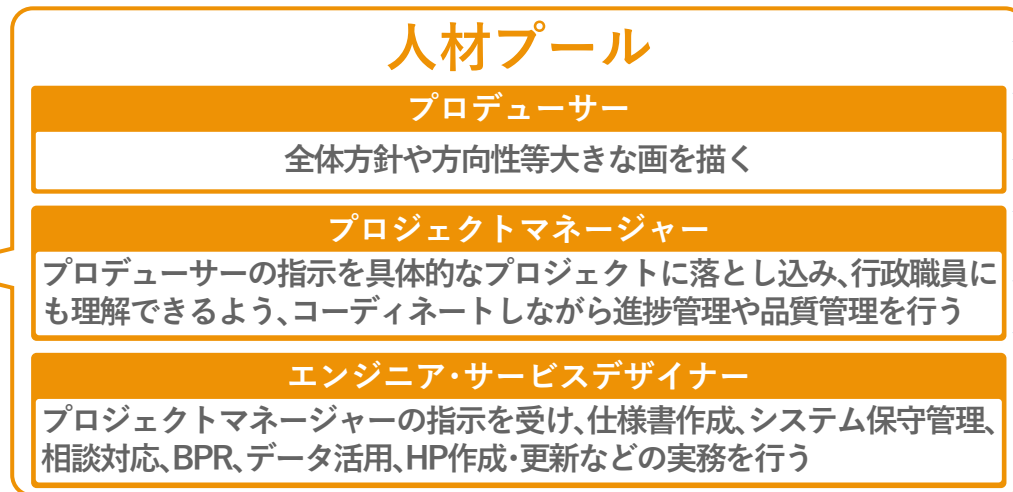 人材プール
プロデューサー
全体方針や方向性等大きな画を描く
プロジェクトマネージャー
プロデューサーの指示を具体的なプロジェクトに落とし込み、行政職員に
も理解できるよう、コーディネートしながら進捗管理や品質管理を行う
エンジニア・サービスデザイナー
プロジェクトマネージャーの指示を受け、仕様書作成、システム保守管理、
相談対応、BPR、データ活用、HP作成・更新などの実務を行う